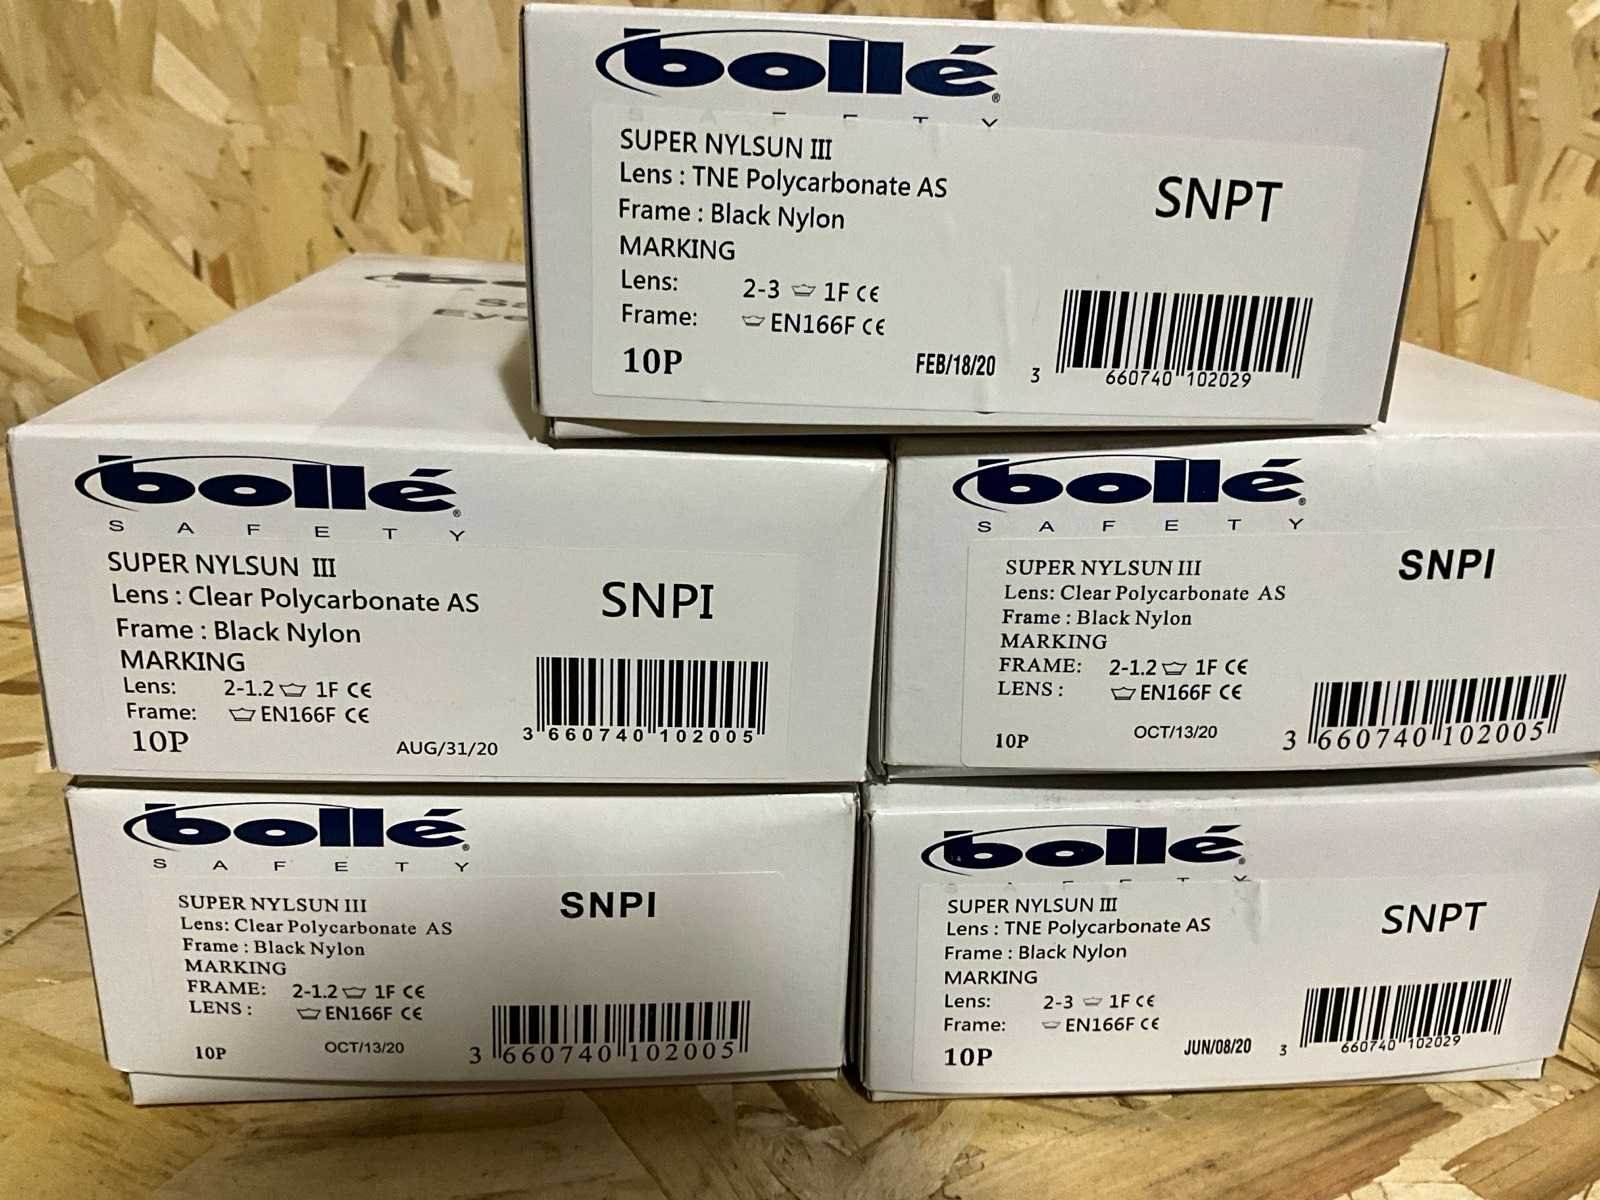 bollé®
SAFETY
SUPER NYLSUN III
Lens : TNE Polycarbonate AS
Frame : Black Nylon
SNPT
MARKING
Lens: 2-3 1F CE
Frame: EN166F CE
10P
FEB/18/20
3 660740 102029
bollé®
SAFETY
SUPER NYLSUN III
Lens : Clear Polycarbonate AS
Frame : Black Nylon
SNPI
MARKING
Lens: 2-1.2 1F CE
Frame: EN166F CE
10P
AUG/31/20
3 660740 102005
bollé®
SAFETY
SUPER NYLSUN III
SNPI
Lens: Clear Polycarbonate AS
Frame : Black Nylon
MARKING
FRAME: 2-1.2 1F CE
LENS : EN166F CE
10P
OCT/13/20
3 660740 102005
bollé®
SAFETY
SUPER NYLSUN III
SNPI
Lens: Clear Polycarbonate AS
Frame : Black Nylon
MARKING
FRAME: 2-1.2 1F CE
LENS : EN166F CE
10P
OCT/13/20
3 660740 102005
bollé®
SUPER NYLSUN III
Lens : TNE Polycarbonate AS
SNPT
Frame : Black Nylon
MARKING
Lens: 2-3 1F CE
Frame: EN166F CE
10P
JUN/08/20
3 660740 102029